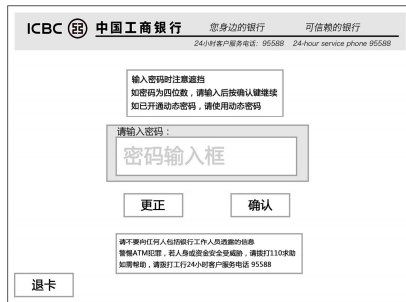 ICBC 中国工商银行 您身边的银行 可信赖的银行
24小时客户服务电话：95588 24-hour service phone 95588
输入密码时注意遮挡
如密码为四位数，请输入后按确认键继续
如已开通动态密码，请使用动态密码
请输入密码：
密码输入框
更正 确认
请不要向任何人包括银行工作人员透露的信息
警惕ATM犯罪，若人身或资金安全受威胁，请拨打110求助
如需帮助，请拨打工行24小时客户服务电话 95588
退卡